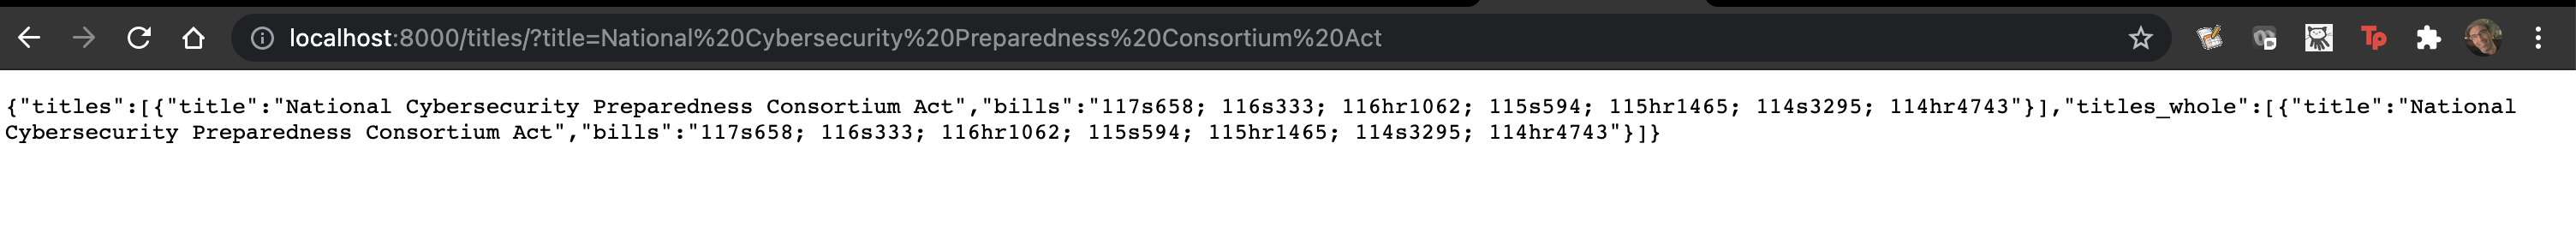 localhost:8000/titles/?title=National%20Cybersecurity%20Preparedness%20Consortium%20Act
Tp
{"titles":[{"title":"National Cybersecurity Preparedness Consortium Act","bills":"117s658; 116s333; 116hr1062; 115s594; 115hr1465; 114s3295; 114hr4743"}],"titles_whole":[{"title":"National
Cybersecurity Preparedness Consortium Act","bills":"117s658; 116s333; 116hr1062; 115s594; 115hr1465; 114s3295; 114hr4743"}]}